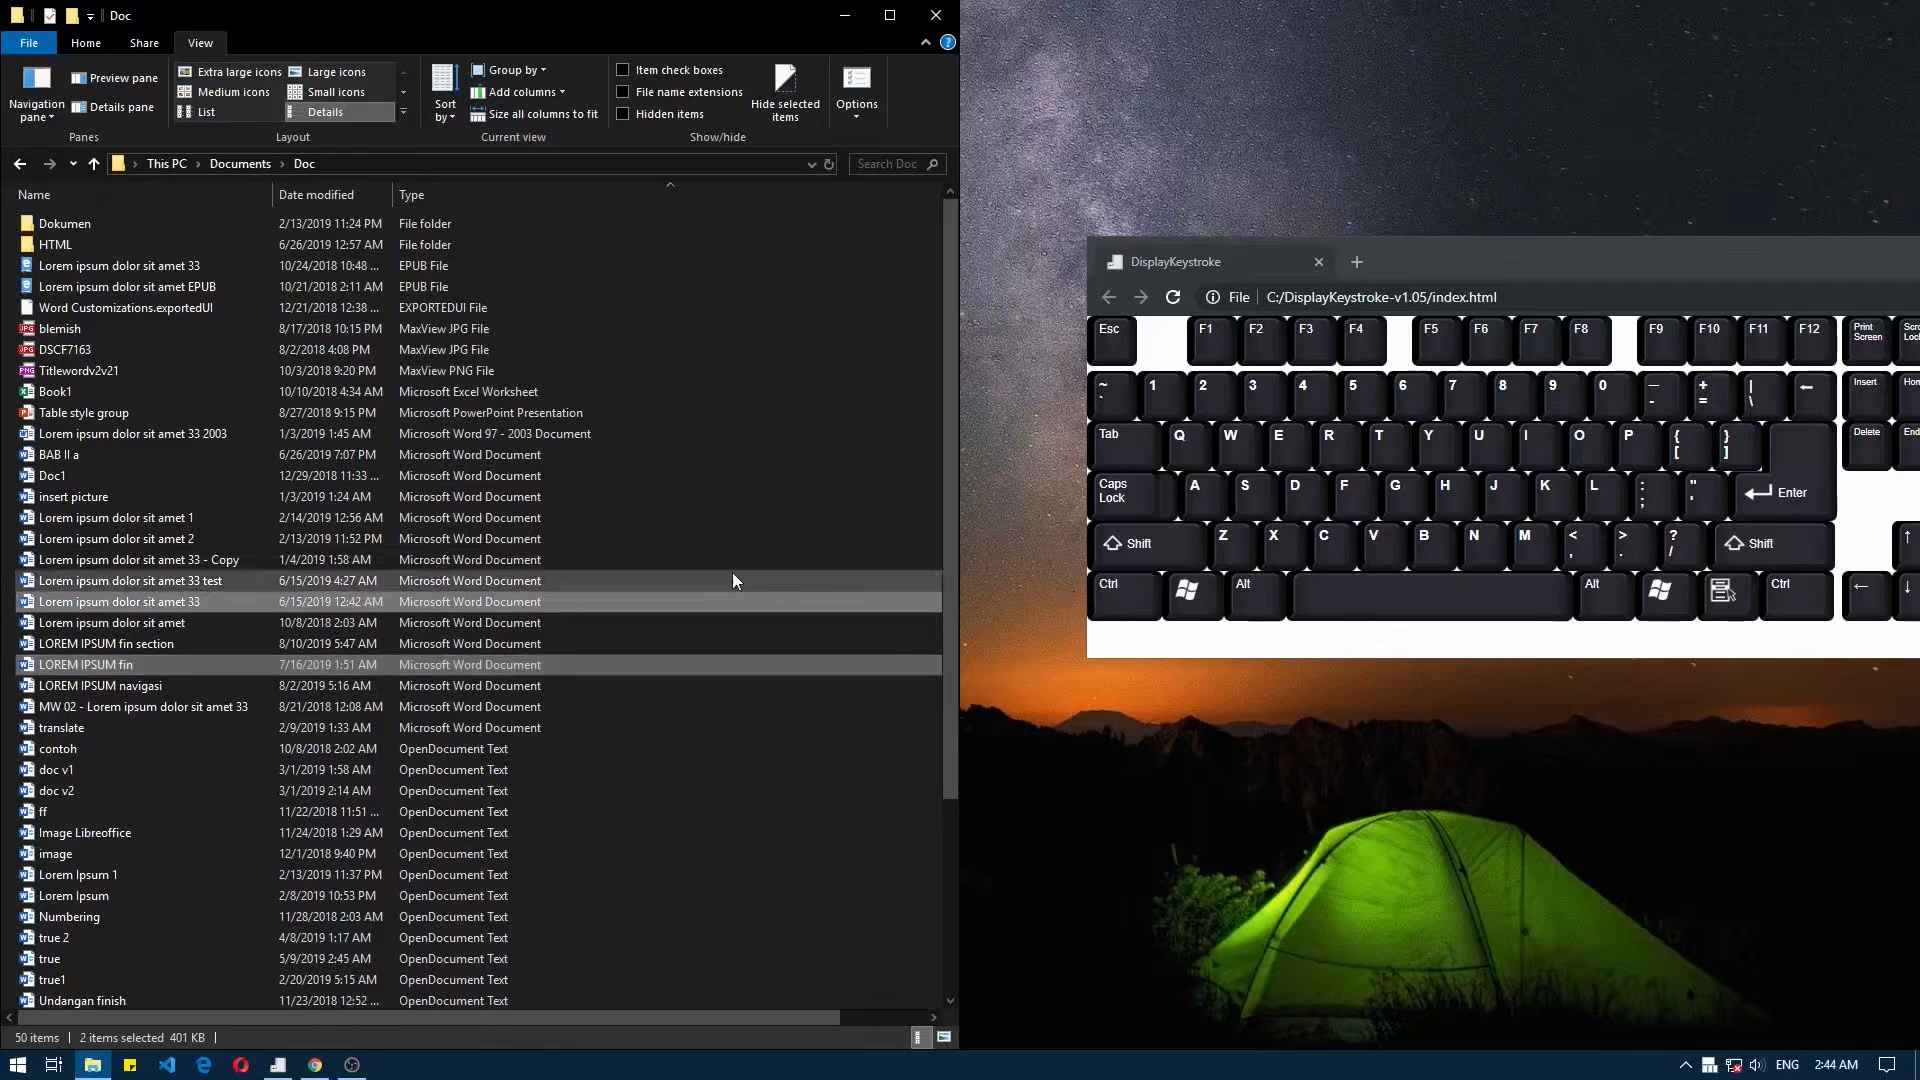 Doc
File Home Share View
Navigation pane
Preview pane
Details pane
Panes
Extra large icons Large icons
Medium icons Small icons
List Details
Layout
Sort by
Group by
Add columns
Size all columns to fit
Current view
Item check boxes
File name extensions
Hidden items
Hide selected items
Show/hide
Options
This PC Documents Doc
Search Doc
Name Date modified Type
Dokumen 2/13/2019 11:24 PM File folder
HTML 6/26/2019 12:57 AM File folder
Lorem ipsum dolor sit amet 33 10/24/2018 10:48 ... EPUB File
Lorem ipsum dolor sit amet EPUB 10/21/2018 2:11 AM EPUB File
Word Customizations.exportedUI 12/21/2018 12:38 ... EXPORTEDUI File
blemish 8/17/2018 10:15 PM MaxView JPG File
DSCF7163 8/2/2018 4:08 PM MaxView JPG File
Titlewordv2v21 10/3/2018 9:20 PM MaxView PNG File
Book1 10/10/2018 4:34 AM Microsoft Excel Worksheet
Table style group 8/27/2018 9:15 PM Microsoft PowerPoint Presentation
Lorem ipsum dolor sit amet 33 2003 1/3/2019 1:45 AM Microsoft Word 97 - 2003 Document
BAB II a 6/26/2019 7:07 PM Microsoft Word Document
Doc1 12/29/2018 11:33 ... Microsoft Word Document
insert picture 1/3/2019 1:24 AM Microsoft Word Document
Lorem ipsum dolor sit amet 1 2/14/2019 12:56 AM Microsoft Word Document
Lorem ipsum dolor sit amet 2 2/13/2019 11:52 PM Microsoft Word Document
Lorem ipsum dolor sit amet 33 - Copy 1/4/2019 1:58 AM Microsoft Word Document
Lorem ipsum dolor sit amet 33 test 6/15/2019 4:27 AM Microsoft Word Document
Lorem ipsum dolor sit amet 33 6/15/2019 12:42 AM Microsoft Word Document
Lorem ipsum dolor sit amet 10/8/2018 2:03 AM Microsoft Word Document
LOREM IPSUM fin section 8/10/2019 5:47 AM Microsoft Word Document
LOREM IPSUM fin 7/16/2019 1:51 AM Microsoft Word Document
LOREM IPSUM navigasi 8/2/2019 5:16 AM Microsoft Word Document
MW 02 - Lorem ipsum dolor sit amet 33 8/21/2018 12:08 AM Microsoft Word Document
translate 2/9/2019 1:33 AM Microsoft Word Document
contoh 10/8/2018 2:02 AM OpenDocument Text
doc v1 3/1/2019 1:58 AM OpenDocument Text
doc v2 3/1/2019 2:14 AM OpenDocument Text
ff 11/22/2018 11:51 ... OpenDocument Text
Image Libreoffice 11/24/2018 1:29 AM OpenDocument Text
image 12/1/2018 9:40 PM OpenDocument Text
Lorem Ipsum 1 2/13/2019 11:37 PM OpenDocument Text
Lorem Ipsum 2/8/2019 10:53 PM OpenDocument Text
Numbering 11/28/2018 2:03 AM OpenDocument Text
true 2 4/8/2019 1:17 AM OpenDocument Text
true 5/9/2019 2:45 AM OpenDocument Text
true1 2/20/2019 5:15 AM OpenDocument Text
Undangan finish 11/23/2018 12:52 ... OpenDocument Text
50 items 2 items selected 401 KB
DisplayKeystroke
File C:/DisplayKeystroke-v1.05/index.html
Esc F1 F2 F3 F4 F5 F6 F7 F8 F9 F10 F11 F12 Print Screen Scro Lock
~ ` 1 2 3 4 5 6 7 8 9 0 _ - + = | \ ← Insert Hom
Tab Q W E R T Y U I O P { [ } ] Delete End
Caps Lock A S D F G H J K L : ; " ' Enter
Shift Z X C V B N M < , > . ? / Shift ↑
Ctrl Alt Alt Ctrl ← ↓
ENG 2:44 AM